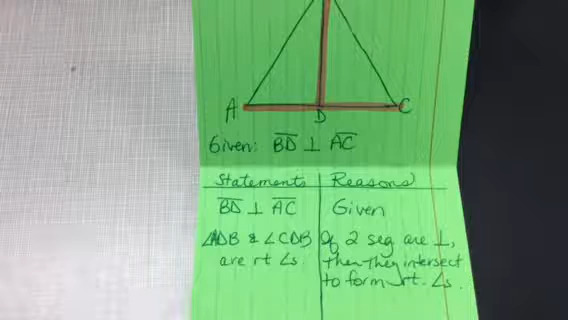 A D C
Given: BD ⊥ AC
Statements Reasons
BD ⊥ AC Given
∠ADB & ∠CDB If 2 seg are ⊥,
are rt ∠s. then they intersect
to form rt. ∠s.